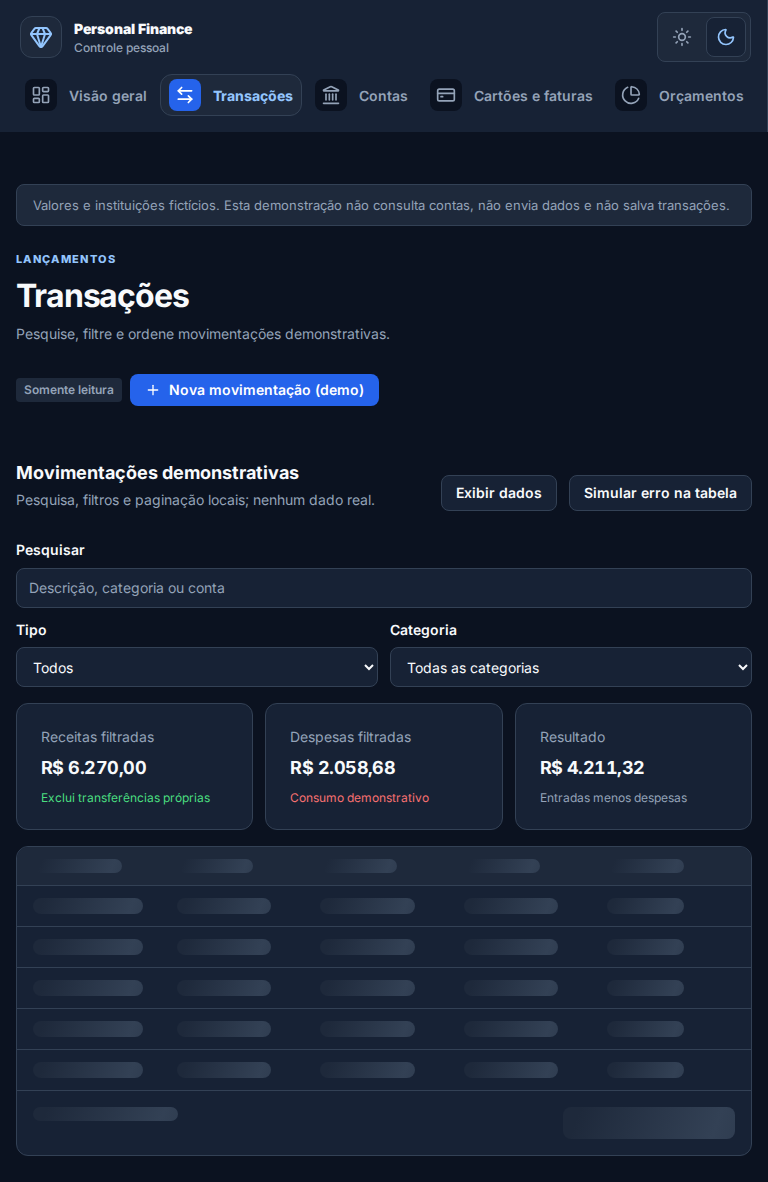 Personal Finance
Controle pessoal
Visão geral
Transações
Contas
Cartões e faturas
Orçamentos
Valores e instituições fictícios. Esta demonstração não consulta contas, não envia dados e não salva transações.
LANÇAMENTOS
Transações
Pesquise, filtre e ordene movimentações demonstrativas.
Somente leitura
Nova movimentação (demo)
Movimentações demonstrativas
Pesquisa, filtros e paginação locais; nenhum dado real.
Exibir dados
Simular erro na tabela
Pesquisar
Descrição, categoria ou conta
Tipo
Categoria
Todos
Todas as categorias
Receitas filtradas
R$ 6.270,00
Exclui transferências próprias
Despesas filtradas
R$ 2.058,68
Consumo demonstrativo
Resultado
R$ 4.211,32
Entradas menos despesas